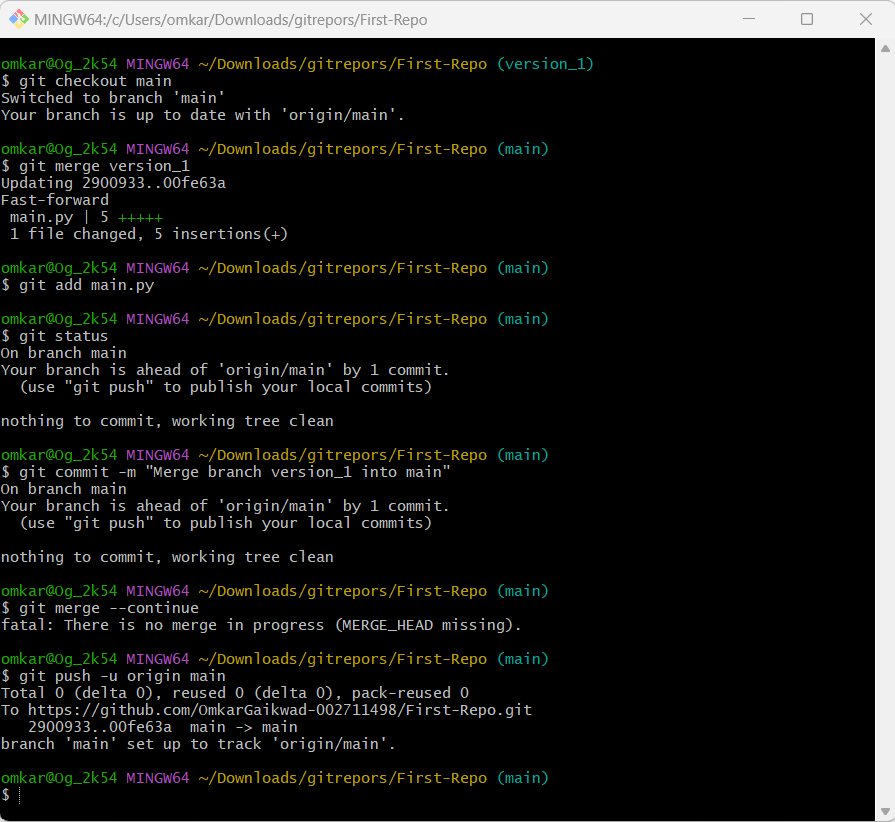 MINGW64:/c/Users/omkar/Downloads/gitrepors/First-Repo
omkar@Og_2k54 MINGW64 ~/Downloads/gitrepors/First-Repo (version_1)
$ git checkout main
Switched to branch 'main'
Your branch is up to date with 'origin/main'.
omkar@Og_2k54 MINGW64 ~/Downloads/gitrepors/First-Repo (main)
$ git merge version_1
Updating 2900933..00fe63a
Fast-forward
 main.py | 5 +++++
 1 file changed, 5 insertions(+)
omkar@Og_2k54 MINGW64 ~/Downloads/gitrepors/First-Repo (main)
$ git add main.py
omkar@Og_2k54 MINGW64 ~/Downloads/gitrepors/First-Repo (main)
$ git status
On branch main
Your branch is ahead of 'origin/main' by 1 commit.
  (use "git push" to publish your local commits)
nothing to commit, working tree clean
omkar@Og_2k54 MINGW64 ~/Downloads/gitrepors/First-Repo (main)
$ git commit -m "Merge branch version_1 into main"
On branch main
Your branch is ahead of 'origin/main' by 1 commit.
  (use "git push" to publish your local commits)
nothing to commit, working tree clean
omkar@Og_2k54 MINGW64 ~/Downloads/gitrepors/First-Repo (main)
$ git merge --continue
fatal: There is no merge in progress (MERGE_HEAD missing).
omkar@Og_2k54 MINGW64 ~/Downloads/gitrepors/First-Repo (main)
$ git push -u origin main
Total 0 (delta 0), reused 0 (delta 0), pack-reused 0
To https://github.com/OmkarGaikwad-002711498/First-Repo.git
   2900933..00fe63a  main -> main
branch 'main' set up to track 'origin/main'.
omkar@Og_2k54 MINGW64 ~/Downloads/gitrepors/First-Repo (main)
$